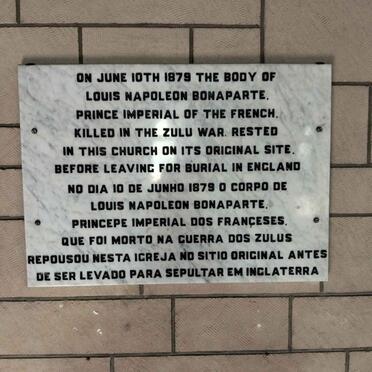 ON JUNE 10TH 1879 THE BODY OF
LOUIS NAPOLEON BONAPARTE,
PRINCE IMPERIAL OF THE FRENCH,
KILLED IN THE ZULU WAR, RESTED
IN THIS CHURCH ON ITS ORIGINAL SITE,
BEFORE LEAVING FOR BURIAL IN ENGLAND
NO DIA 10 DE JUNHO 1879 O CORPO DE
LOUIS NAPOLEON BONAPARTE,
PRINCEPE IMPERIAL DOS FRANÇESES,
QUE FOI MORTO NA GUERRA DOS ZULUS
REPOUSOU NESTA IGREJA NO SITIO ORIGINAL ANTES
DE SER LEVADO PARA SEPULTAR EM INGLATERRA